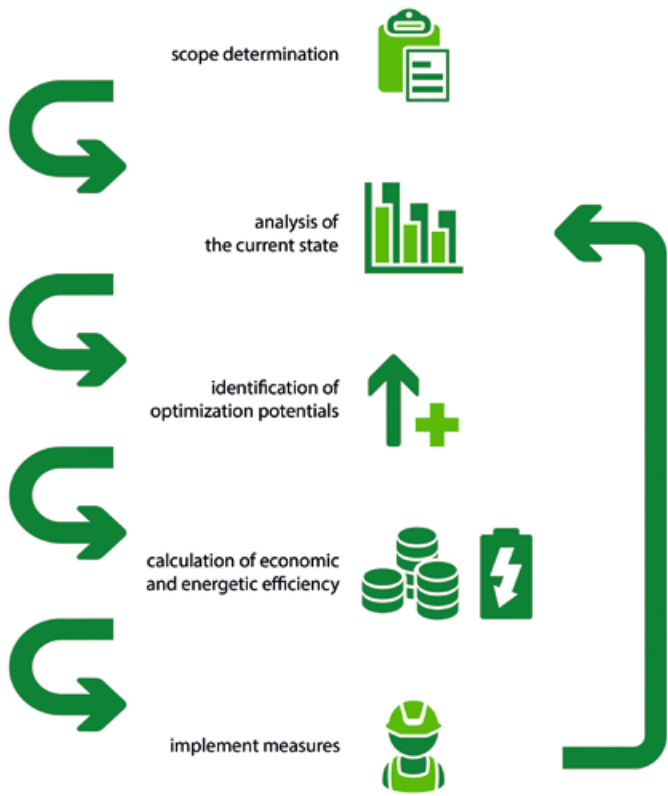 scope determination
analysis of
the current state
identification of
optimization potentials
calculation of economic
and energetic efficiency
implement measures